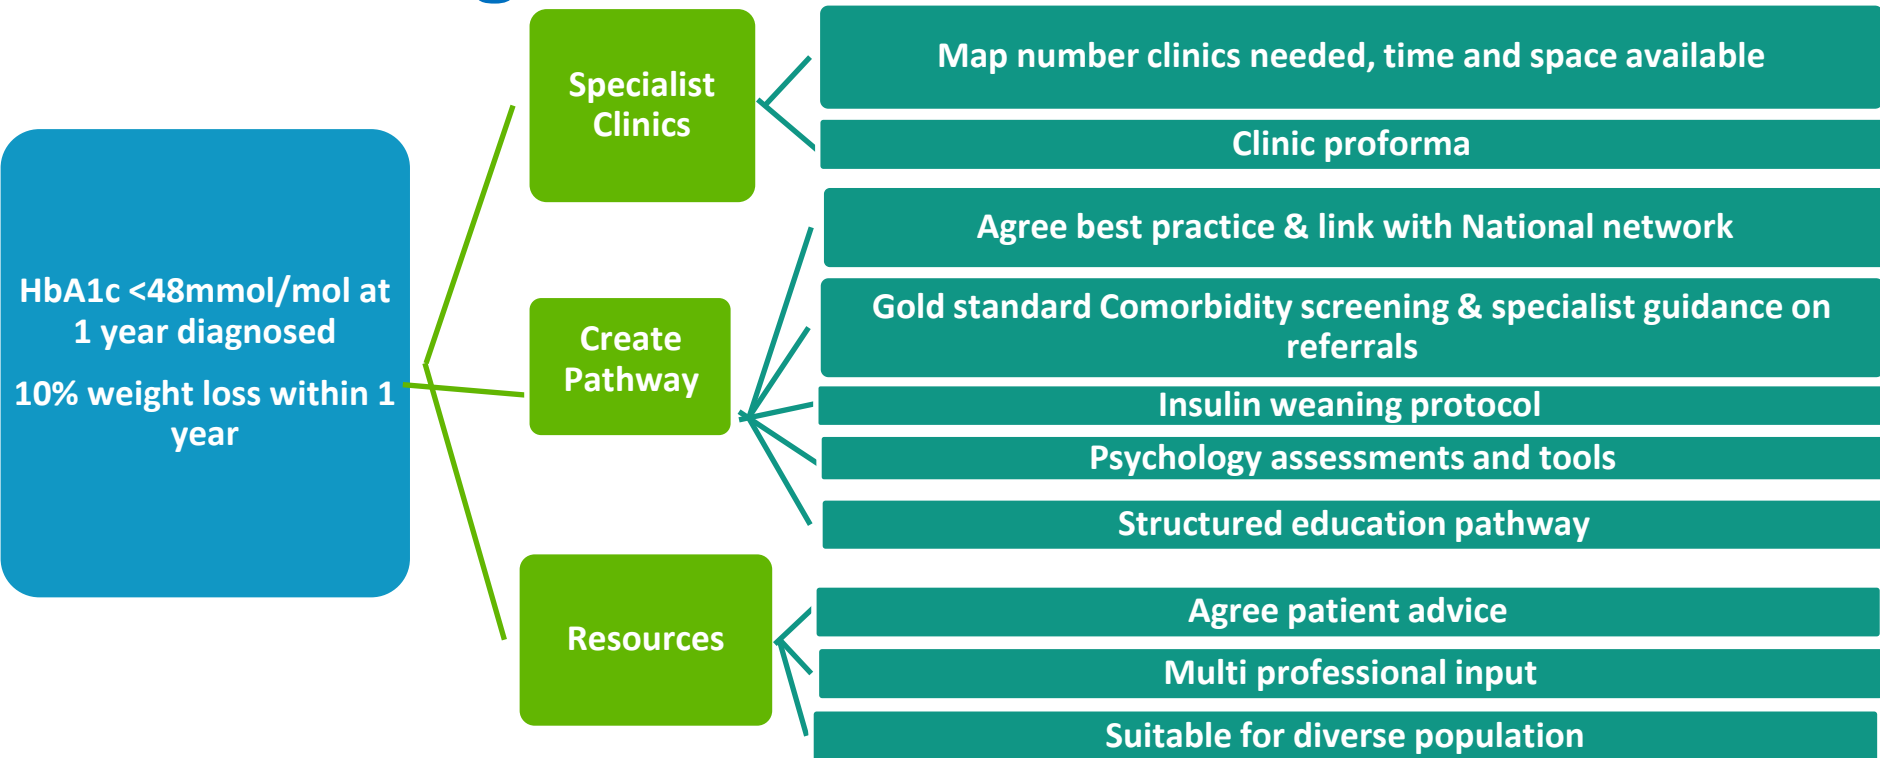 HbA1c <48mmol/mol at
1 year diagnosed
10% weight loss within 1
year
Specialist
Clinics
Map number clinics needed, time and space available
Clinic proforma
Create
Pathway
Agree best practice & link with National network
Gold standard Comorbidity screening & specialist guidance on
referrals
Insulin weaning protocol
Psychology assessments and tools
Structured education pathway
Resources
Agree patient advice
Multi professional input
Suitable for diverse population